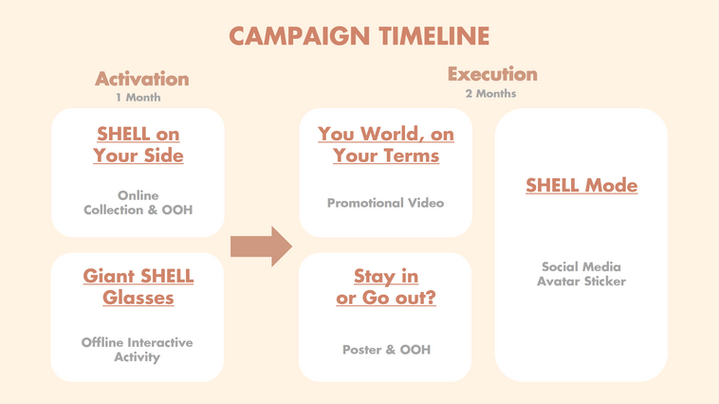 CAMPAIGN TIMELINE
Activation
1 Month
SHELL on
Your Side
Online
Collection & OOH
Giant SHELL
Glasses
Offline Interactive
Activity
Execution
2 Months
You World, on
Your Terms
Promotional Video
Stay in
or Go out?
Poster & OOH
SHELL Mode
Social Media
Avatar Sticker